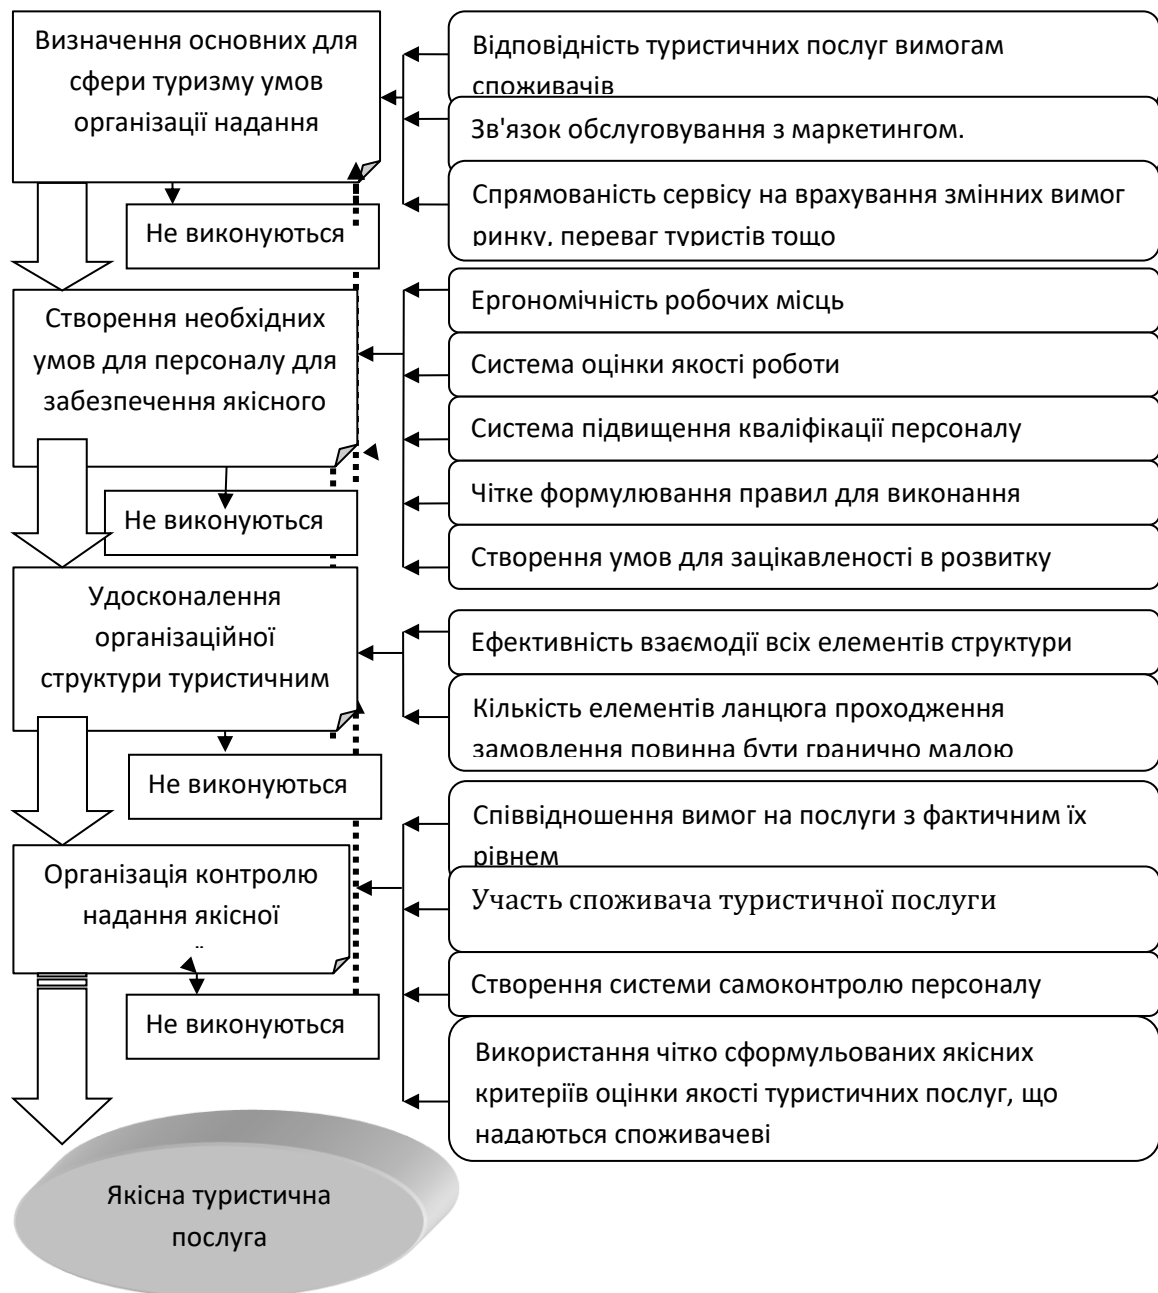 Визначення основних для
сфери туризму умов
організації надання
Не виконуються
Відповідність туристичних послуг вимогам
споживачів
Зв'язок обслуговування з маркетингом.
Спрямованість сервісу на врахування змінних вимог
ринку, переваг туристів тощо
Створення необхідних
умов для персоналу для
забезпечення якісного
Не виконуються
Ергономічність робочих місць
Система оцінки якості роботи
Система підвищення кваліфікації персоналу
Чітке формулювання правил для виконання
Створення умов для зацікавленості в розвитку
Удосконалення
організаційної
структури туристичним
Не виконуються
Ефективність взаємодії всіх елементів структури
Кількість елементів ланцюга проходження
замовлення повинна бути гранично малою
Організація контролю
надання якісної
Не виконуються
Співвідношення вимог на послуги з фактичним їх
рівнем
Участь споживача туристичної послуги
Створення системи самоконтролю персоналу
Використання чітко сформульованих якісних
критеріїв оцінки якості туристичних послуг, що
надаються споживачеві
Якісна туристична
послуга